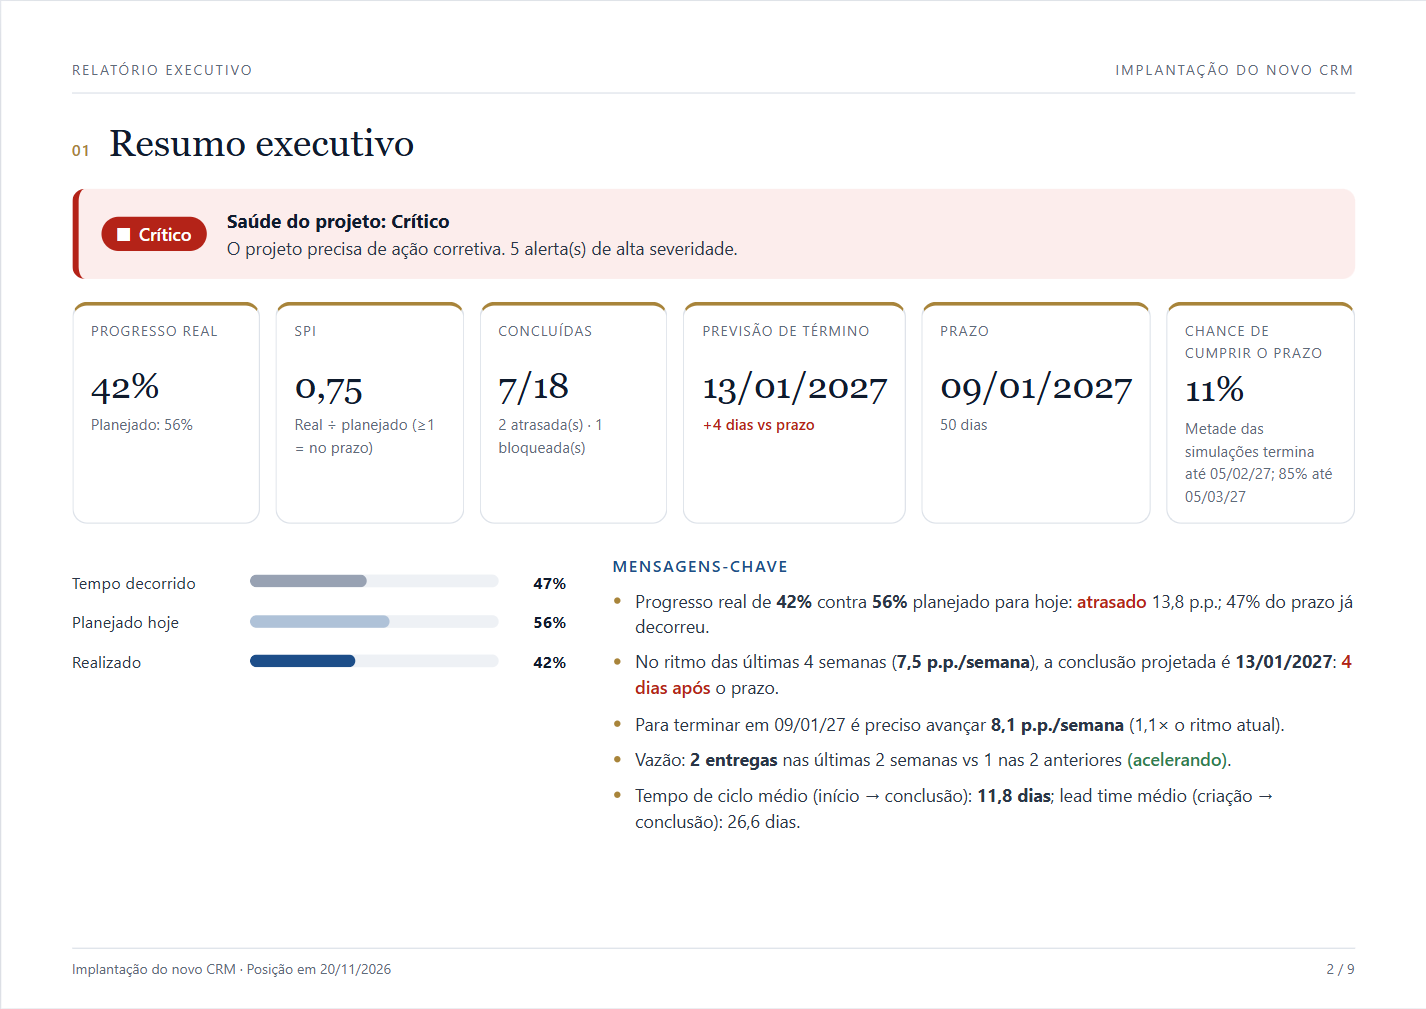 RELATÓRIO EXECUTIVO
IMPLANTAÇÃO DO NOVO CRM
01 Resumo executivo
Crítico
Saúde do projeto: Crítico
O projeto precisa de ação corretiva. 5 alerta(s) de alta severidade.
PROGRESSO REAL
42%
Planejado: 56%
SPI
0,75
Real ÷ planejado (≥1
= no prazo)
CONCLUÍDAS
7/18
2 atrasada(s) · 1
bloqueada(s)
PREVISÃO DE TÉRMINO
13/01/2027
+4 dias vs prazo
PRAZO
09/01/2027
50 dias
CHANCE DE
CUMPRIR O PRAZO
11%
Metade das
simulações termina
até 05/02/27; 85% até
05/03/27
Tempo decorrido 47%
Planejado hoje 56%
Realizado 42%
MENSAGENS-CHAVE
• Progresso real de 42% contra 56% planejado para hoje: atrasado 13,8 p.p.; 47% do prazo já
decorreu.
• No ritmo das últimas 4 semanas (7,5 p.p./semana), a conclusão projetada é 13/01/2027: 4
dias após o prazo.
• Para terminar em 09/01/27 é preciso avançar 8,1 p.p./semana (1,1× o ritmo atual).
• Vazão: 2 entregas nas últimas 2 semanas vs 1 nas 2 anteriores (acelerando).
• Tempo de ciclo médio (início → conclusão): 11,8 dias; lead time médio (criação →
conclusão): 26,6 dias.
Implantação do novo CRM · Posição em 20/11/2026
2 / 9